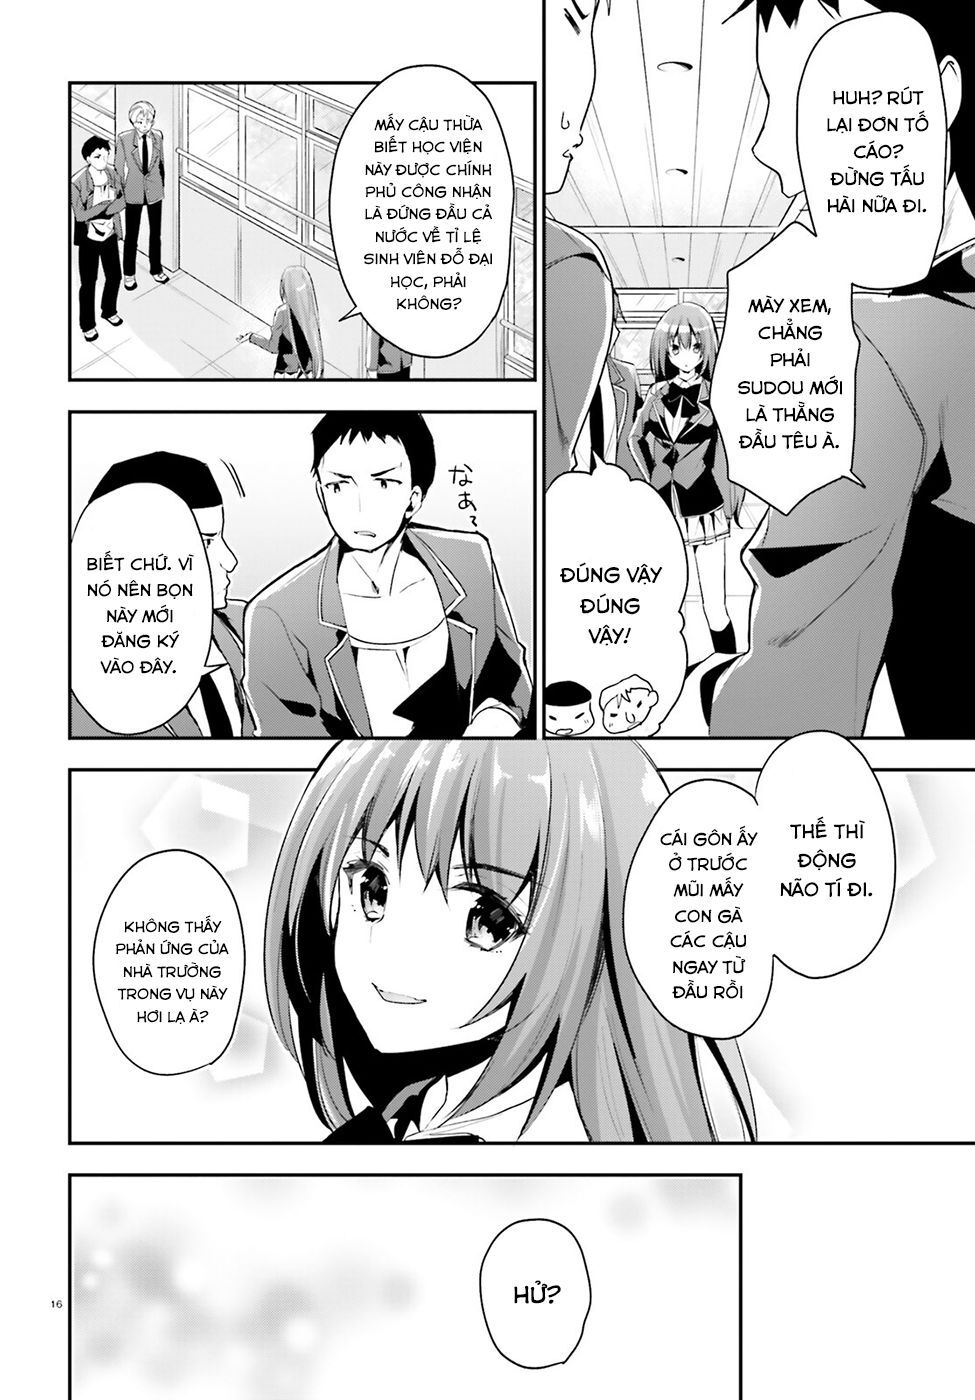 HUH? RÚT
LẠI ĐƠN TỐ
CÁO?
ĐỪNG TẤU
HÀI NỮA ĐI.
MÀY XEM,
CHẲNG
PHẢI
SUDOU MỚI
LÀ THẰNG
ĐẦU TÊU À.
ĐÚNG VẬY
ĐÚNG
VẬY!
MẤY CẬU THỪA
BIẾT HỌC VIỆN
NÀY ĐƯỢC CHÍNH
PHỦ CÔNG NHẬN
LÀ ĐỨNG ĐẦU CẢ
NƯỚC VỀ TỈ LỆ
SINH VIÊN ĐỖ ĐẠI
HỌC, PHẢI
KHÔNG?
なあ〜
BIẾT CHỨ. VÌ
NÓ NÊN BỌN
NÀY MỚI
ĐĂNG KÝ
VÀO ĐÂY.
THẾ THÌ
ĐỘNG
NÃO TÍ ĐI.
CÁI GÔN ẤY
Ở TRƯỚC
MŨI MẤY
CON GÀ
CÁC CẬU
NGAY TỪ
ĐẦU RỒI
KHÔNG THẤY
PHẢN ỨNG CỦA
NHÀ TRƯỜNG
TRONG VỤ NÀY
HƠI LẠ À?
HỬ?
16